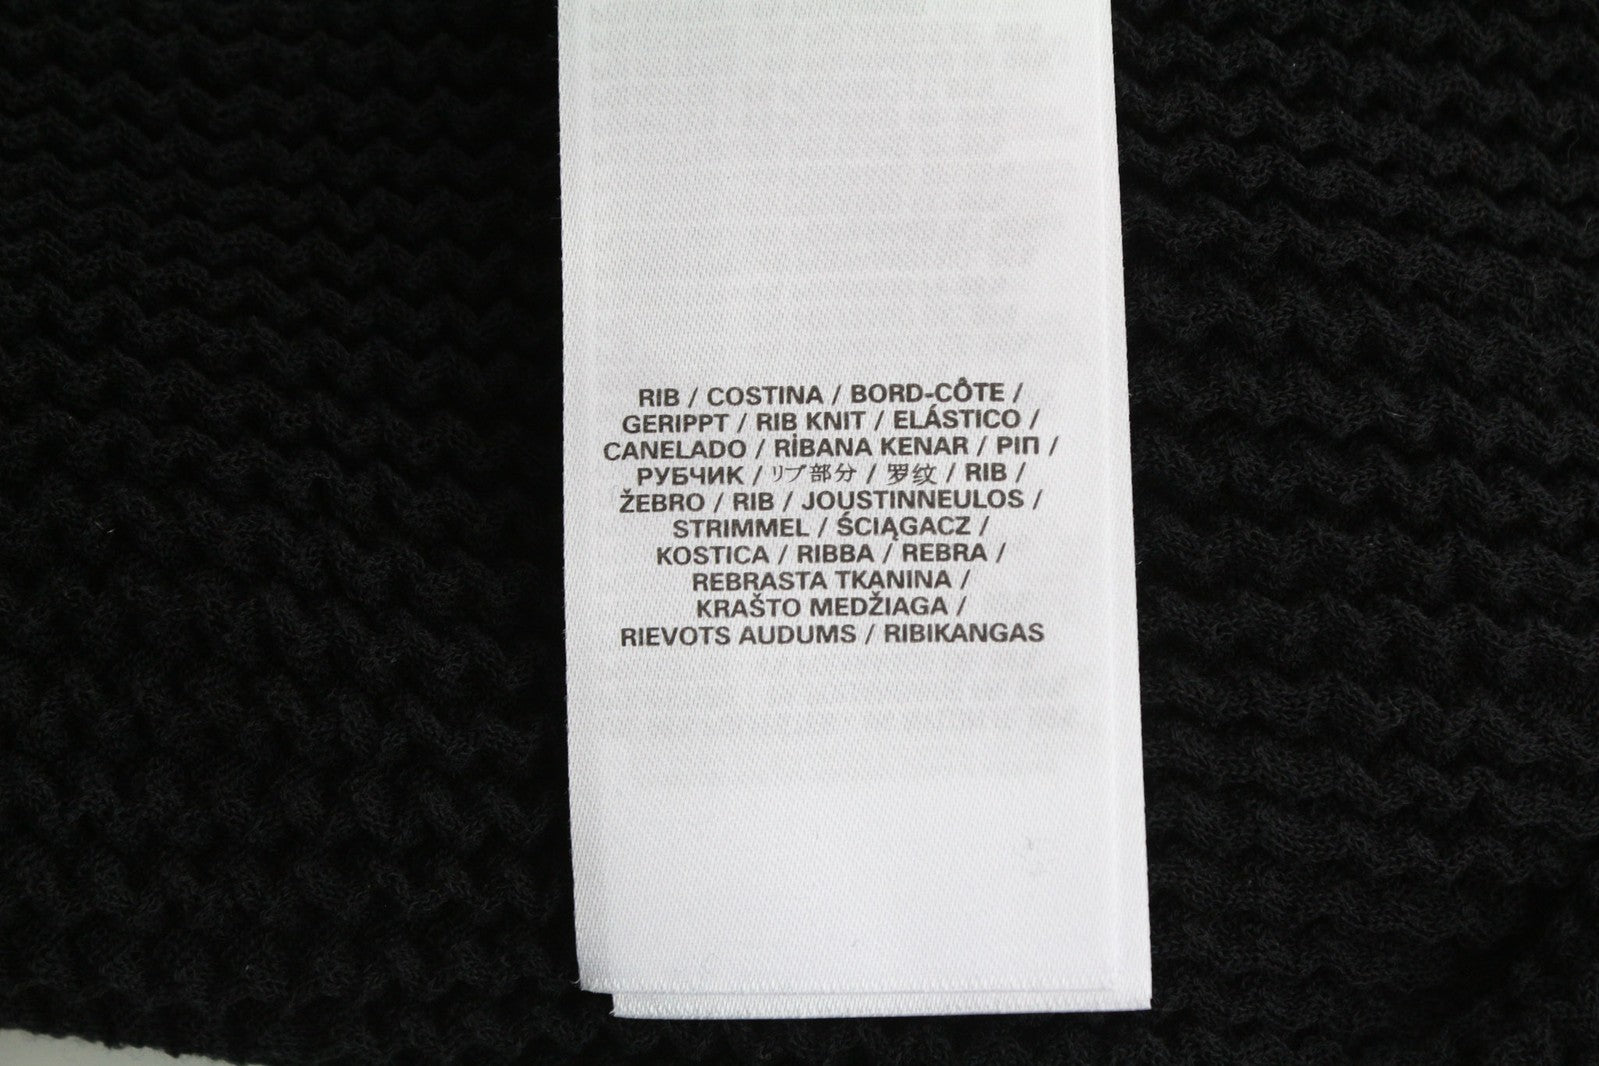 RIB / COSTINA / BORD-CÔTE /
GERIPPT / RIB KNIT / ELÁSTICO /
CANELADO / RİBANA KENAR / РІП /
РУБЧИК / リブ部分 / 罗纹 / RIB /
ŽEBRO / RIB / JOUSTINNEULOS /
STRIMMEL / ŚCIĄGACZ /
KOSTICA / RIBBA / REBRA /
REBRASTA TKANINA /
KRAŠTO MEDŽIAGA /
RIEVOTS AUDUMS / RIBIKANGAS